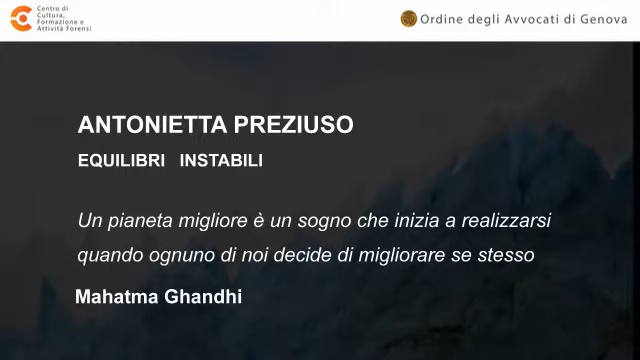 Centro di
Cultura,
Formazione e
Attività Forensi
Ordine degli Avvocati di Genova
ANTONIETTA PREZIUSO
EQUILIBRI INSTABILI
Un pianeta migliore è un sogno che inizia a realizzarsi
quando ognuno di noi decide di migliorare se stesso
Mahatma Ghandhi